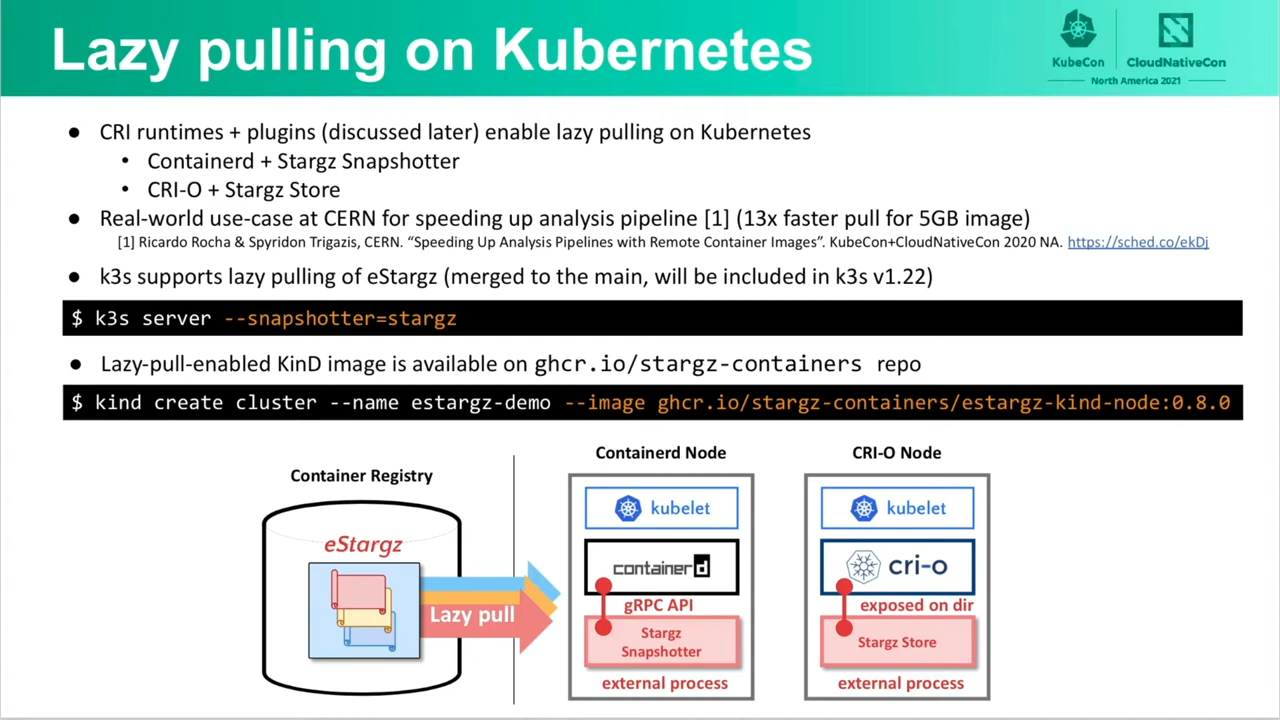 Lazy pulling on Kubernetes
KubeCon
CloudNativeCon
North America 2021
● CRI runtimes + plugins (discussed later) enable lazy pulling on Kubernetes
• Containerd + Stargz Snapshotter
• CRI-O + Stargz Store
● Real-world use-case at CERN for speeding up analysis pipeline [1] (13x faster pull for 5GB image)
[1] Ricardo Rocha & Spyridon Trigazis, CERN. “Speeding Up Analysis Pipelines with Remote Container Images”. KubeCon+CloudNativeCon 2020 NA. https://sched.co/ekDj
● k3s supports lazy pulling of eStargz (merged to the main, will be included in k3s v1.22)
$ k3s server --snapshotter=stargz
● Lazy-pull-enabled KinD image is available on ghcr.io/stargz-containers repo
$ kind create cluster --name estargz-demo --image ghcr.io/stargz-containers/estargz-kind-node:0.8.0
Container Registry
eStargz
Lazy pull
Containerd Node
kubelet
containerd
gRPC API
Stargz
Snapshotter
external process
CRI-O Node
kubelet
cri-o
exposed on dir
Stargz Store
external process